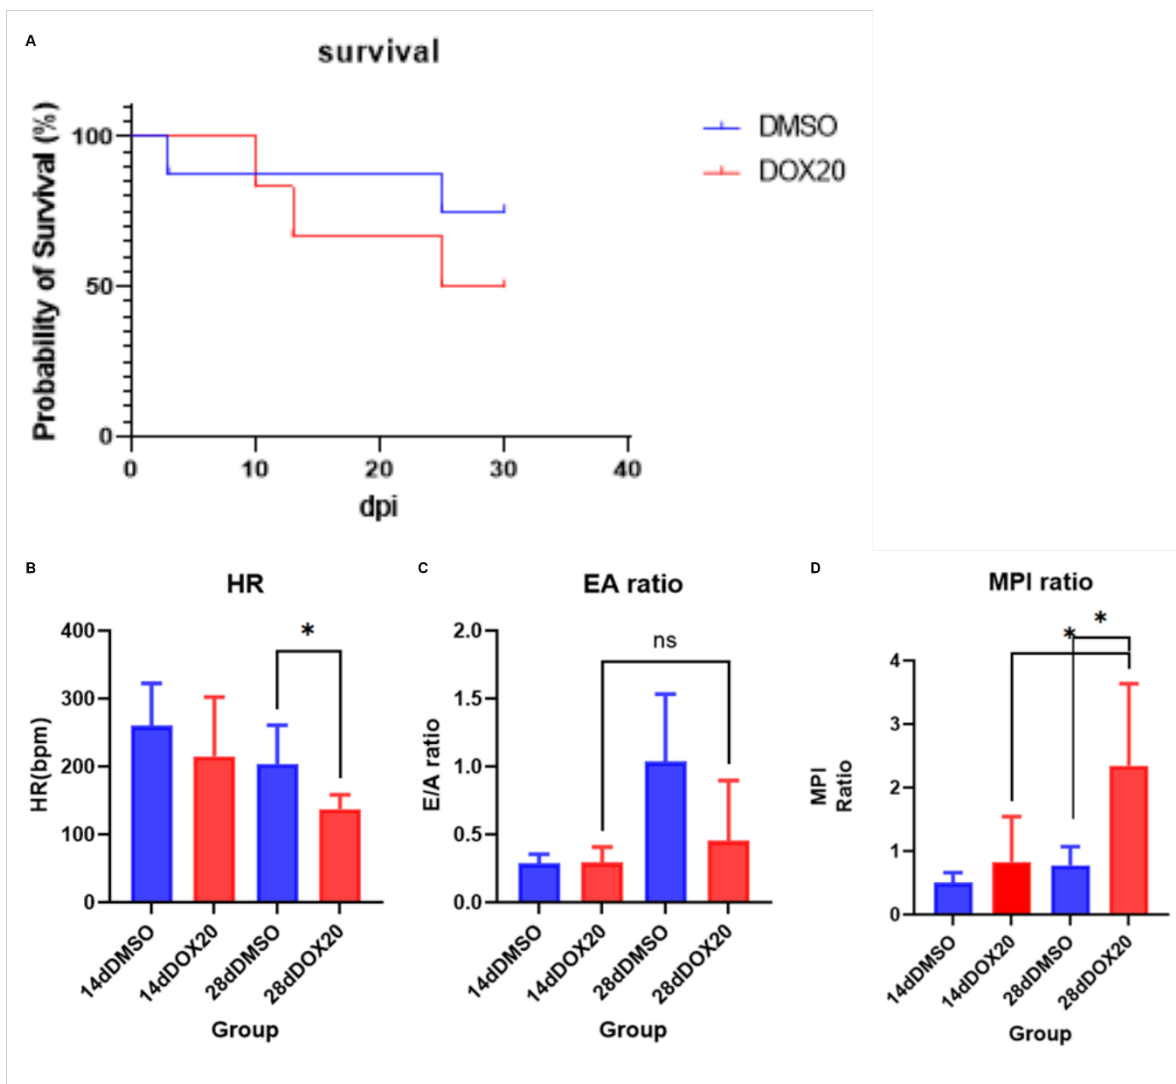 A
survival
Probability of Survival (%)
100
50
0
0 10 20 30 40
dpi
DMSO
DOX20
B
HR
HR(bpm)
400
300
200
100
0
*
14dDMSO
14dDOX20
28dDMSO
28dDOX20
Group
C
EA ratio
E/A ratio
2.0
1.5
1.0
0.5
0.0
ns
14dDMSO
14dDOX20
28dDMSO
28dDOX20
Group
D
MPI ratio
MPI
Ratio
4
3
2
1
0
*
*
14dDMSO
14dDOX20
28dDMSO
28dDOX20
Group